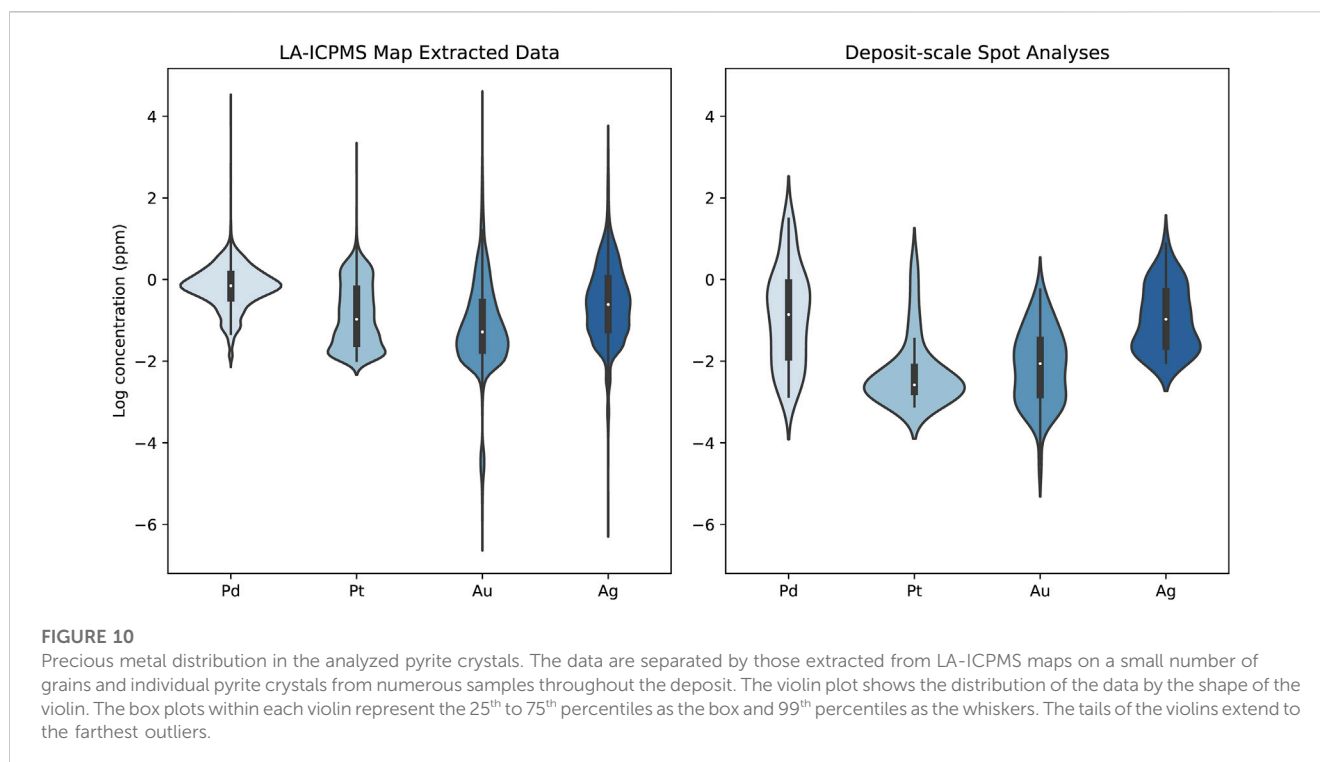 LA-ICPMS Map Extracted Data
Deposit-scale Spot Analyses
Log concentration (ppm)
4
2
0
−2
−4
−6
Pd Pt Au Ag
4
2
0
−2
−4
−6
Pd Pt Au Ag
FIGURE 10
Precious metal distribution in the analyzed pyrite crystals. The data are separated by those extracted from LA-ICPMS maps on a small number of
grains and individual pyrite crystals from numerous samples throughout the deposit. The violin plot shows the distribution of the data by the shape of the
violin. The box plots within each violin represent the 25th to 75th percentiles as the box and 99th percentiles as the whiskers. The tails of the violins extend to
the farthest outliers.